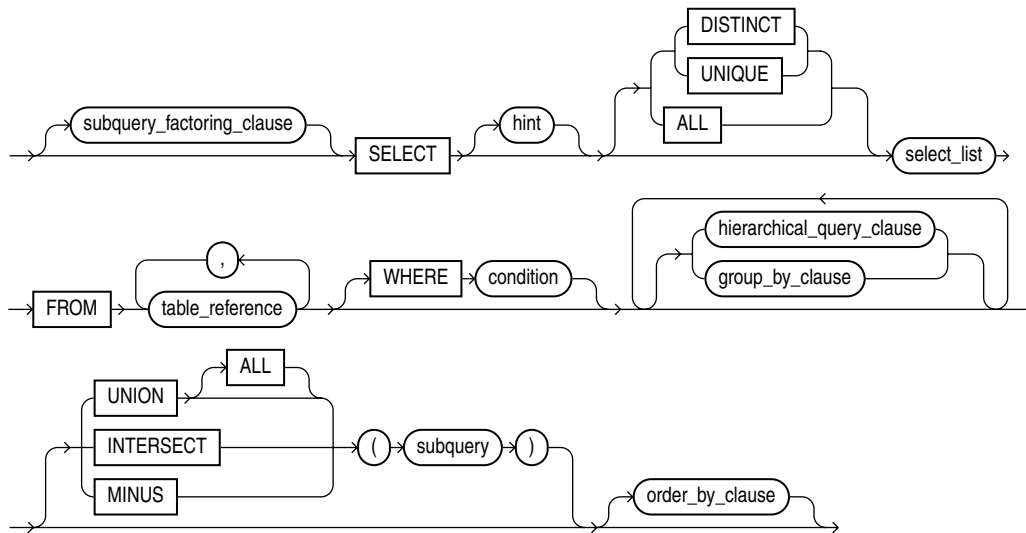 DISTINCT
UNIQUE
subquery_factoring_clause hint ALL
SELECT select_list
, hierarchical_query_clause
WHERE condition group_by_clause
FROM table_reference
ALL
UNION
INTERSECT ( subquery )
MINUS order_by_clause